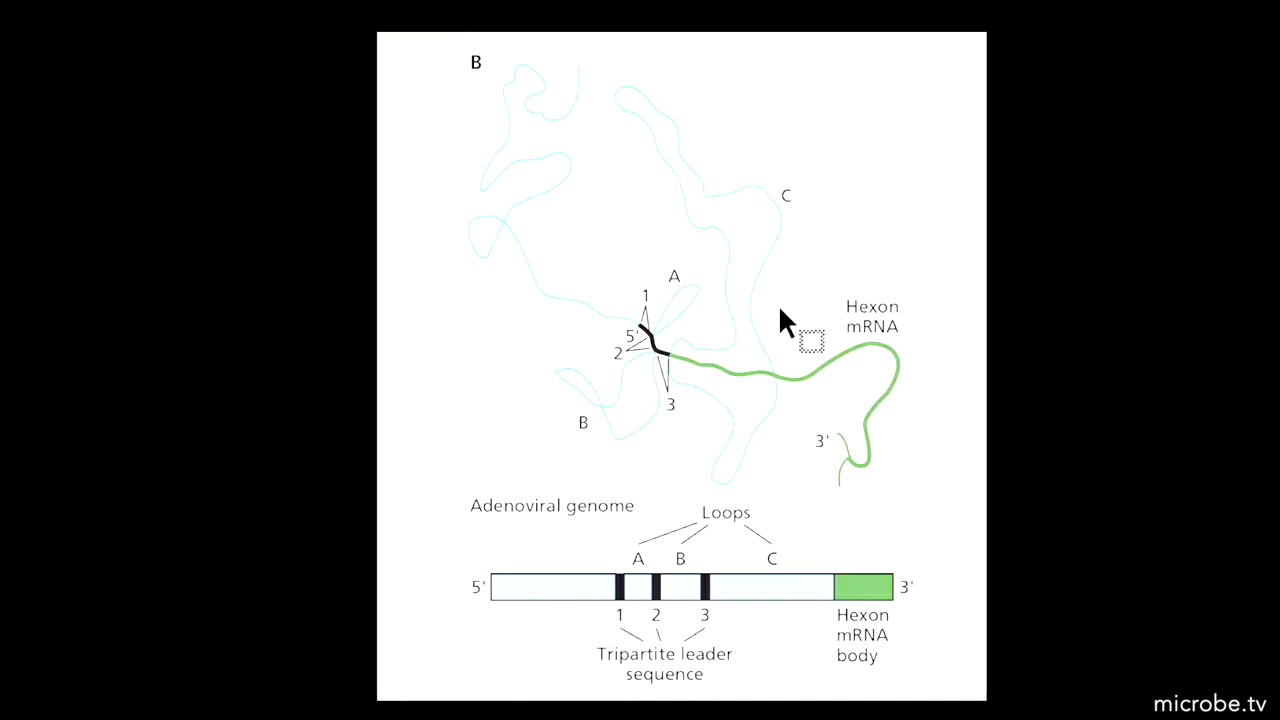 B
C
A
1
Hexon
mRNA
5'
2
3
B
3'
Adenoviral genome
Loops
A B C
5' 3'
1 2 3
Hexon
mRNA
body
Tripartite leader
sequence
microbe.tv